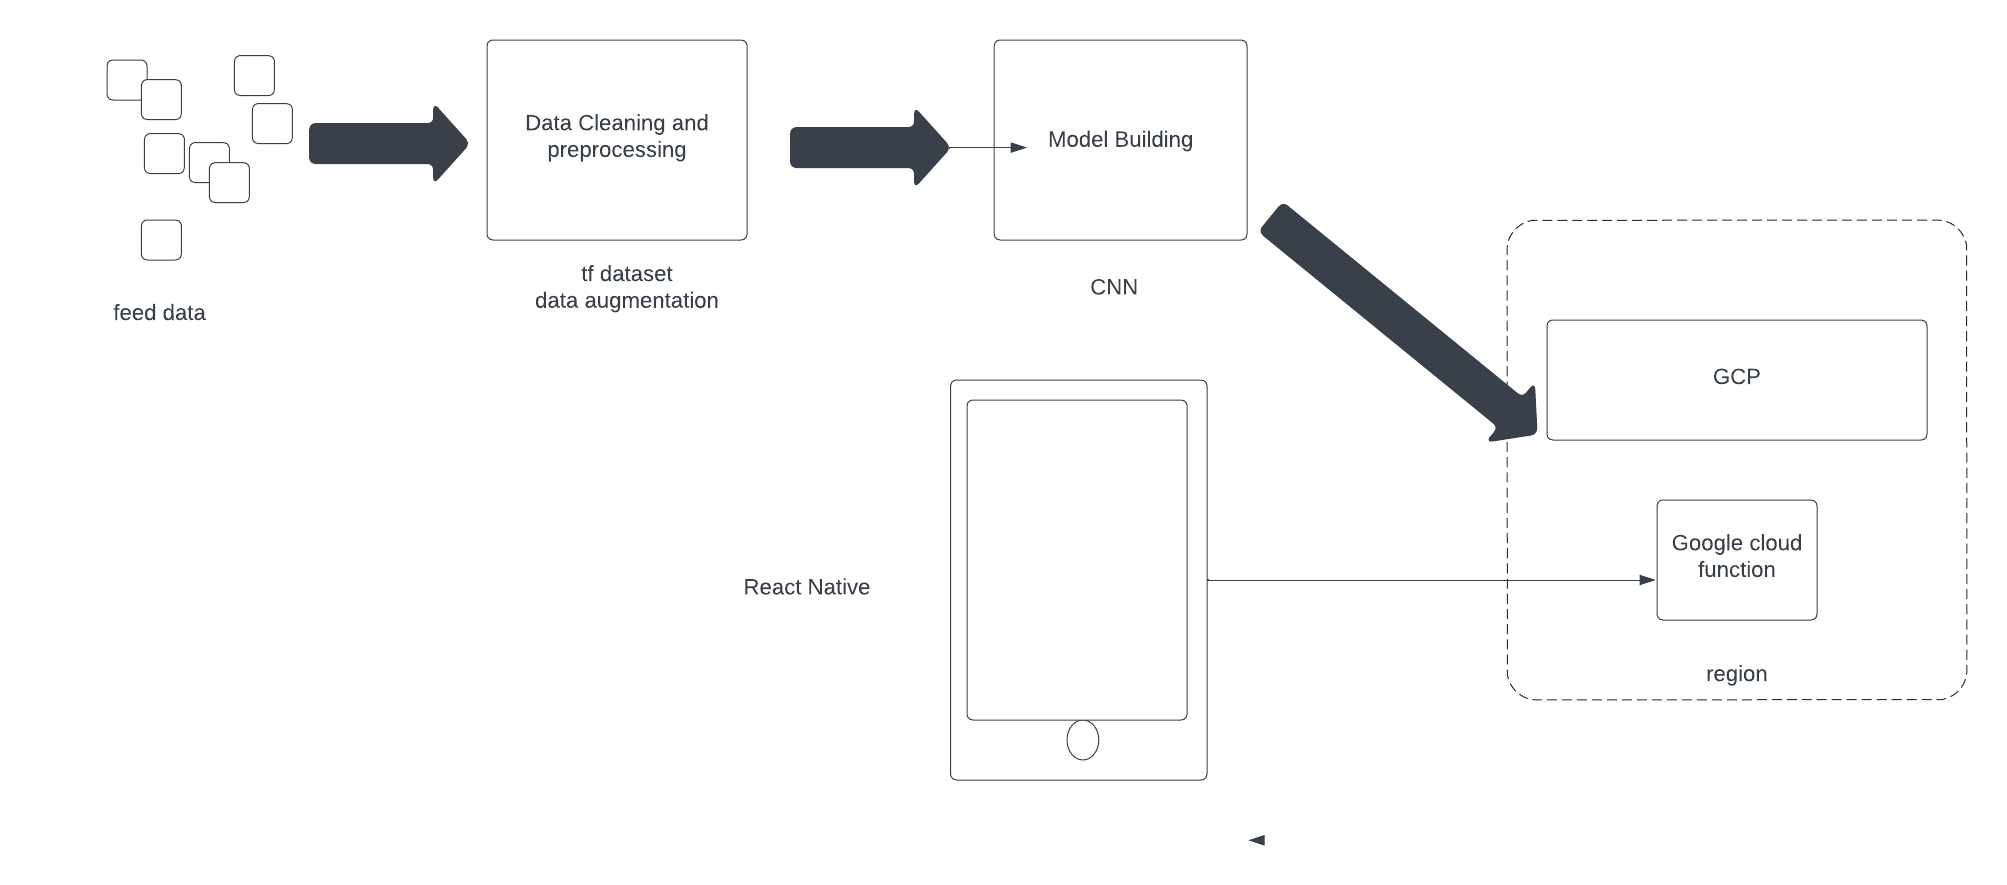 Data Cleaning and
preprocessing
Model Building
tf dataset
data augmentation
CNN
feed data
GCP
Google cloud
function
React Native
region